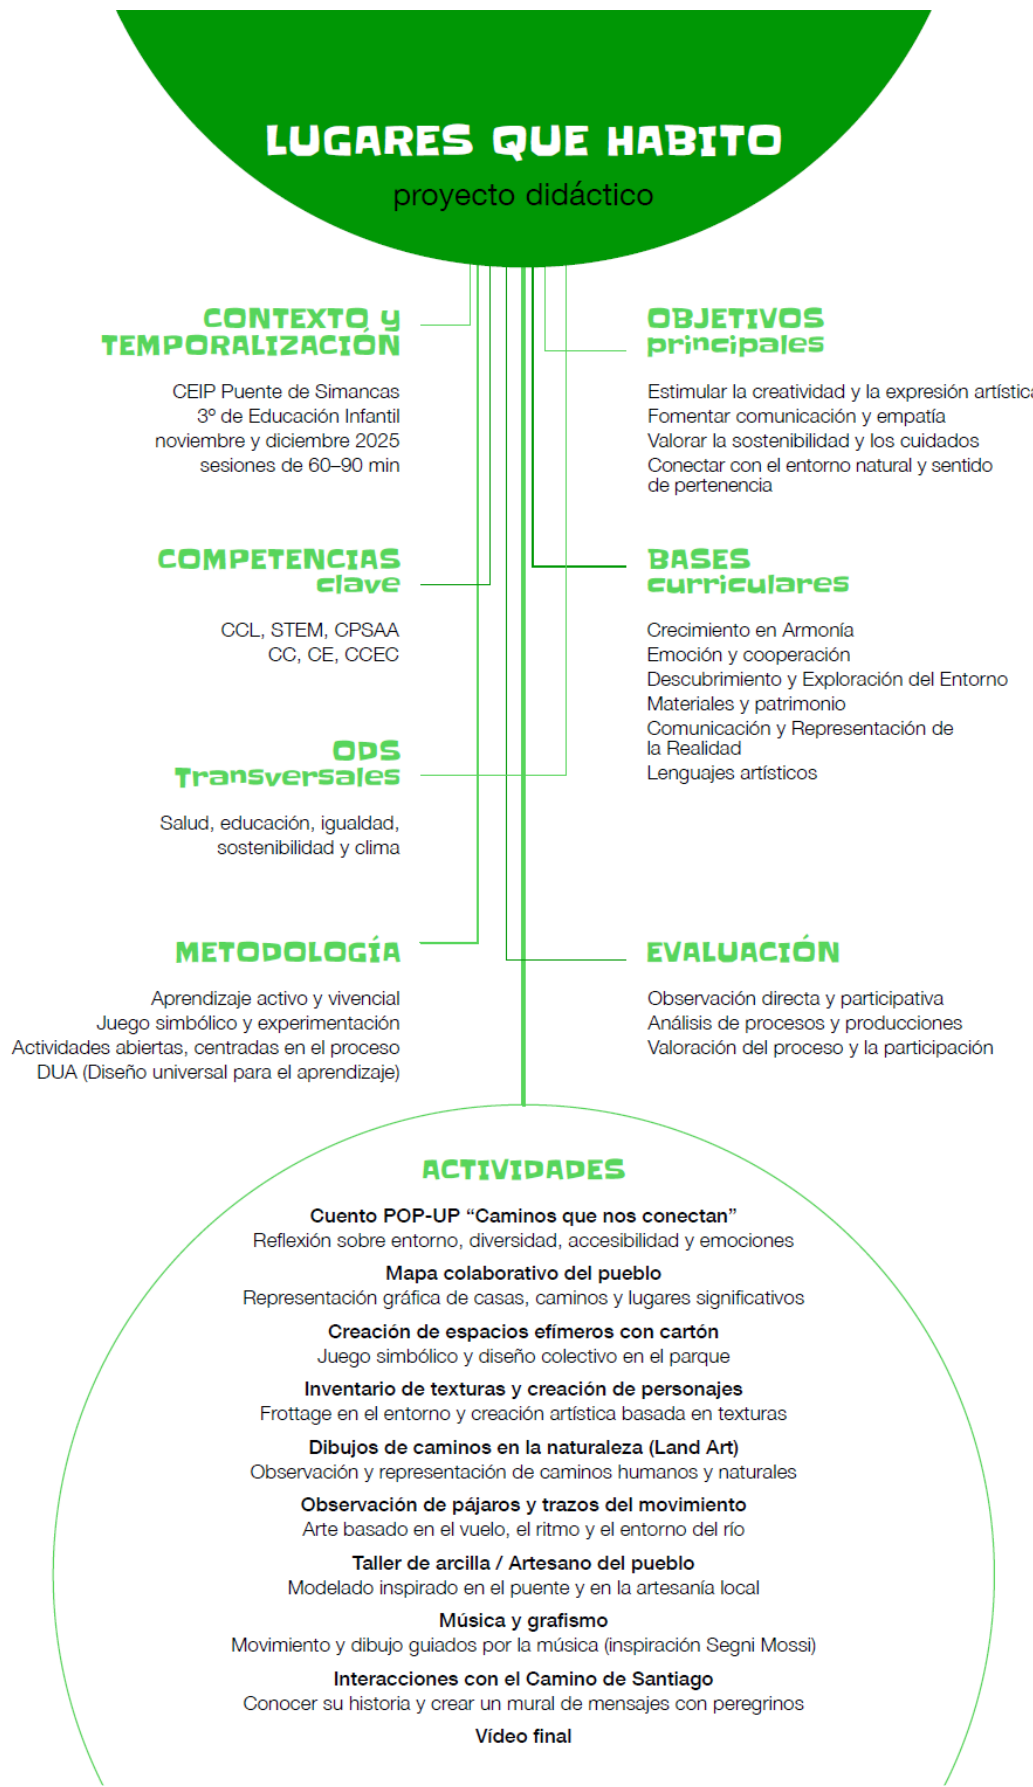 LUGARES QUE HABITO
proyecto didáctico
CONTEXTO y
TEMPORALIZACIÓN
CEIP Puente de Simancas
3º de Educación Infantil
noviembre y diciembre 2025
sesiones de 60–90 min
OBJETIVOS
principales
Estimular la creatividad y la expresión artística
Fomentar comunicación y empatía
Valorar la sostenibilidad y los cuidados
Conectar con el entorno natural y sentido
de pertenencia
COMPETENCIAS
clave
CCL, STEM, CPSAA
CC, CE, CCEC
BASES
curriculares
Crecimiento en Armonía
Emoción y cooperación
Descubrimiento y Exploración del Entorno
Materiales y patrimonio
Comunicación y Representación de
la Realidad
Lenguajes artísticos
ODS
Transversales
Salud, educación, igualdad,
sostenibilidad y clima
METODOLOGÍA
Aprendizaje activo y vivencial
Juego simbólico y experimentación
Actividades abiertas, centradas en el proceso
DUA (Diseño universal para el aprendizaje)
EVALUACIÓN
Observación directa y participativa
Análisis de procesos y producciones
Valoración del proceso y la participación
ACTIVIDADES
Cuento POP-UP “Caminos que nos conectan”
Reflexión sobre entorno, diversidad, accesibilidad y emociones
Mapa colaborativo del pueblo
Representación gráfica de casas, caminos y lugares significativos
Creación de espacios efímeros con cartón
Juego simbólico y diseño colectivo en el parque
Inventario de texturas y creación de personajes
Frottage en el entorno y creación artística basada en texturas
Dibujos de caminos en la naturaleza (Land Art)
Observación y representación de caminos humanos y naturales
Observación de pájaros y trazos del movimiento
Arte basado en el vuelo, el ritmo y el entorno del río
Taller de arcilla / Artesano del pueblo
Modelado inspirado en el puente y en la artesanía local
Música y grafismo
Movimiento y dibujo guiados por la música (inspiración Segni Mossi)
Interacciones con el Camino de Santiago
Conocer su historia y crear un mural de mensajes con peregrinos
Vídeo final